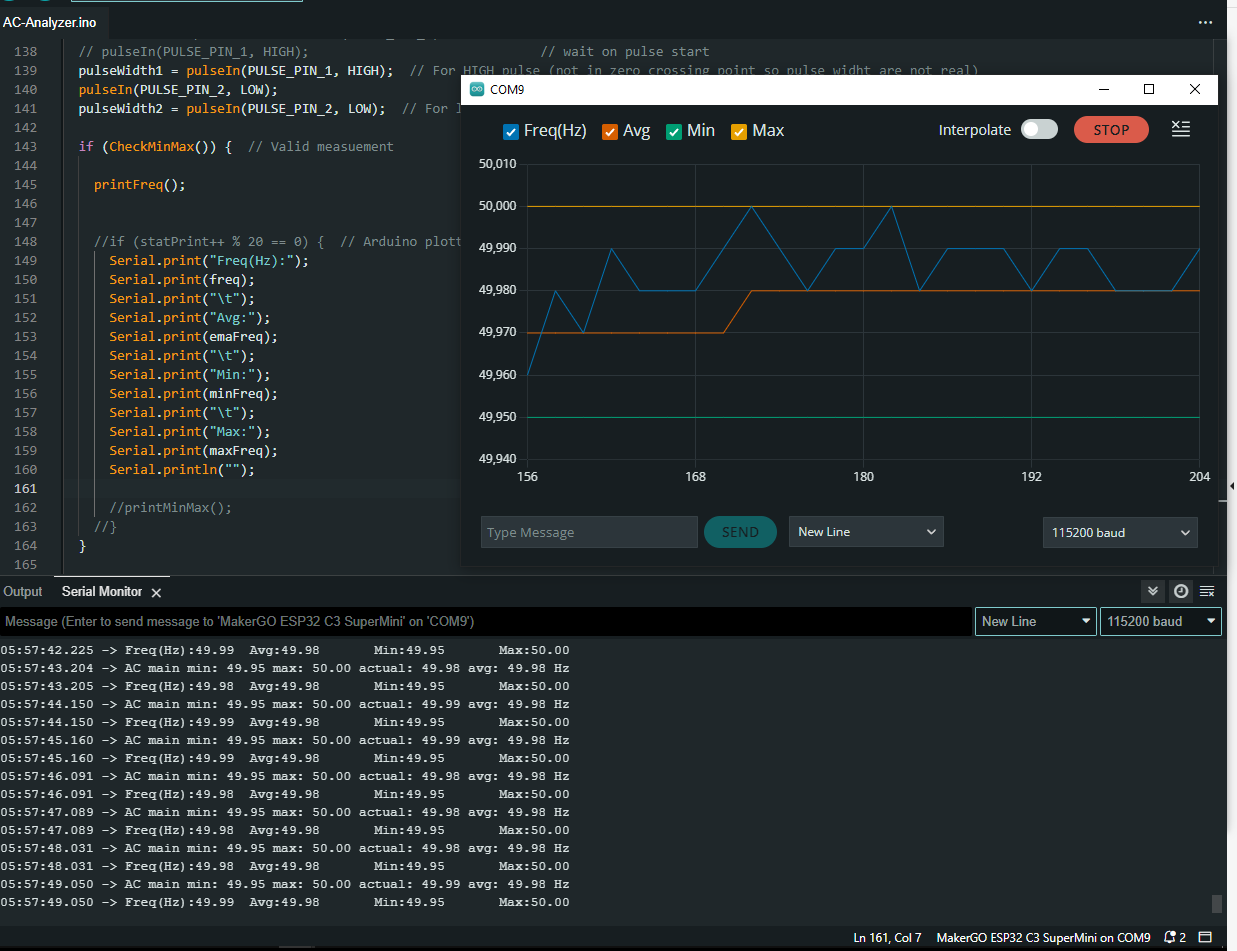 AC-Analyzer.ino
138 // pulseIn(PULSE_PIN_1, HIGH); // wait on pulse start
139 pulseWidth1 = pulseIn(PULSE_PIN_1, HIGH); // For HIGH pulse (not in zero crossing point so pulse widht are not real)
140 pulseIn(PULSE_PIN_2, LOW);
141 pulseWidth2 = pulseIn(PULSE_PIN_2, LOW); // For
142
143 if (CheckMinMax()) { // Valid measuement
144
145 printFreq();
146
147
148 //if (statPrint++ % 20 == 0) { // Arduino plott
149 Serial.print("Freq(Hz):");
150 Serial.print(freq);
151 Serial.print("\t");
152 Serial.print("Avg:");
153 Serial.print(emaFreq);
154 Serial.print("\t");
155 Serial.print("Min:");
156 Serial.print(minFreq);
157 Serial.print("\t");
158 Serial.print("Max:");
159 Serial.print(maxFreq);
160 Serial.println("");
161
162 //printMinMax();
163 //}
164 }
165
COM9
Freq(Hz) Avg Min Max Interpolate STOP
50,010
50,000
49,990
49,980
49,970
49,960
49,950
49,940
156 168 180 192 204
Type Message SEND New Line 115200 baud
Output Serial Monitor
Message (Enter to send message to 'MakerGO ESP32 C3 SuperMini' on 'COM9') New Line 115200 baud
05:57:42.225 -> Freq(Hz):49.99 Avg:49.98 Min:49.95 Max:50.00
05:57:43.204 -> AC main min: 49.95 max: 50.00 actual: 49.98 avg: 49.98 Hz
05:57:43.205 -> Freq(Hz):49.98 Avg:49.98 Min:49.95 Max:50.00
05:57:44.150 -> AC main min: 49.95 max: 50.00 actual: 49.99 avg: 49.98 Hz
05:57:44.150 -> Freq(Hz):49.99 Avg:49.98 Min:49.95 Max:50.00
05:57:45.160 -> AC main min: 49.95 max: 50.00 actual: 49.99 avg: 49.98 Hz
05:57:45.160 -> Freq(Hz):49.99 Avg:49.98 Min:49.95 Max:50.00
05:57:46.091 -> AC main min: 49.95 max: 50.00 actual: 49.98 avg: 49.98 Hz
05:57:46.091 -> Freq(Hz):49.98 Avg:49.98 Min:49.95 Max:50.00
05:57:47.089 -> AC main min: 49.95 max: 50.00 actual: 49.98 avg: 49.98 Hz
05:57:47.089 -> Freq(Hz):49.98 Avg:49.98 Min:49.95 Max:50.00
05:57:48.031 -> AC main min: 49.95 max: 50.00 actual: 49.98 avg: 49.98 Hz
05:57:48.031 -> Freq(Hz):49.98 Avg:49.98 Min:49.95 Max:50.00
05:57:49.050 -> AC main min: 49.95 max: 50.00 actual: 49.99 avg: 49.98 Hz
05:57:49.050 -> Freq(Hz):49.99 Avg:49.98 Min:49.95 Max:50.00
Ln 161, Col 7 MakerGO ESP32 C3 SuperMini on COM9 2